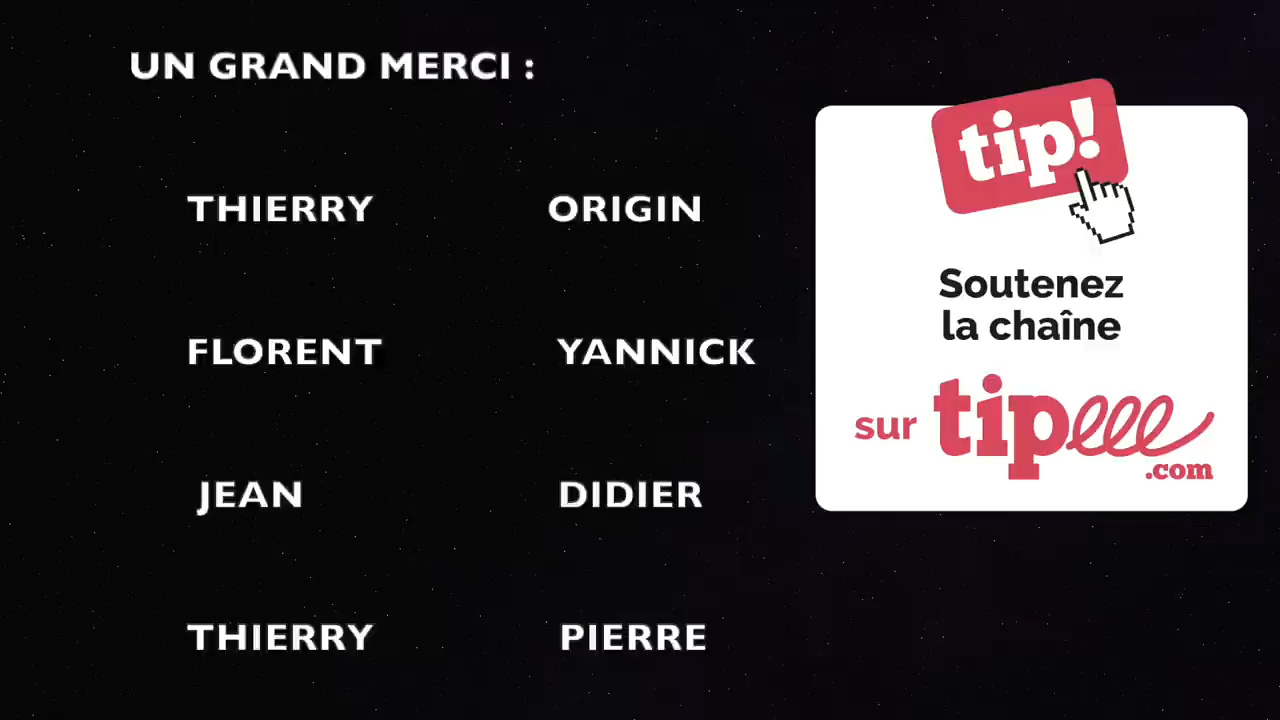 UN GRAND MERCI :
THIERRY ORIGIN
FLORENT YANNICK
JEAN DIDIER
THIERRY PIERRE
tip!
Soutenez
la chaîne
sur tipeee
.com